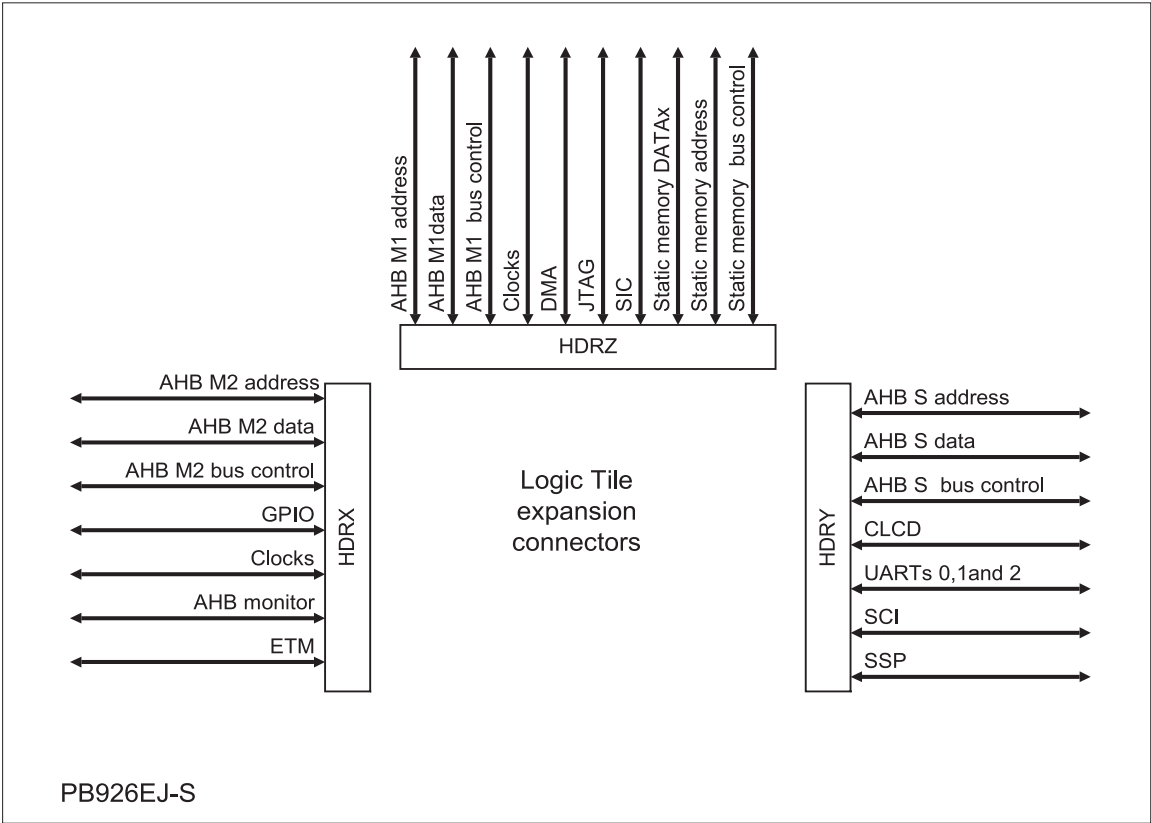 AHB M1 address
AHB M1data
AHB M1 bus control
Clocks
DMA
JTAG
SIC
Static memory DATAx
Static memory address
Static memory bus control
HDRZ
AHB M2 address
AHB M2 data
AHB M2 bus control
GPIO
Clocks
AHB monitor
ETM
HDRX
Logic Tile
expansion
connectors
HDRY
AHB S address
AHB S data
AHB S bus control
CLCD
UARTs 0,1and 2
SCI
SSP
PB926EJ-S